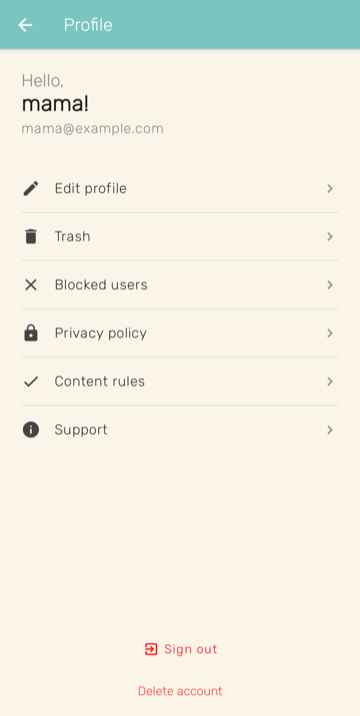 Profile
Hello,
mama!
mama@example.com
Edit profile
Trash
Blocked users
Privacy policy
Content rules
Support
Sign out
Delete account